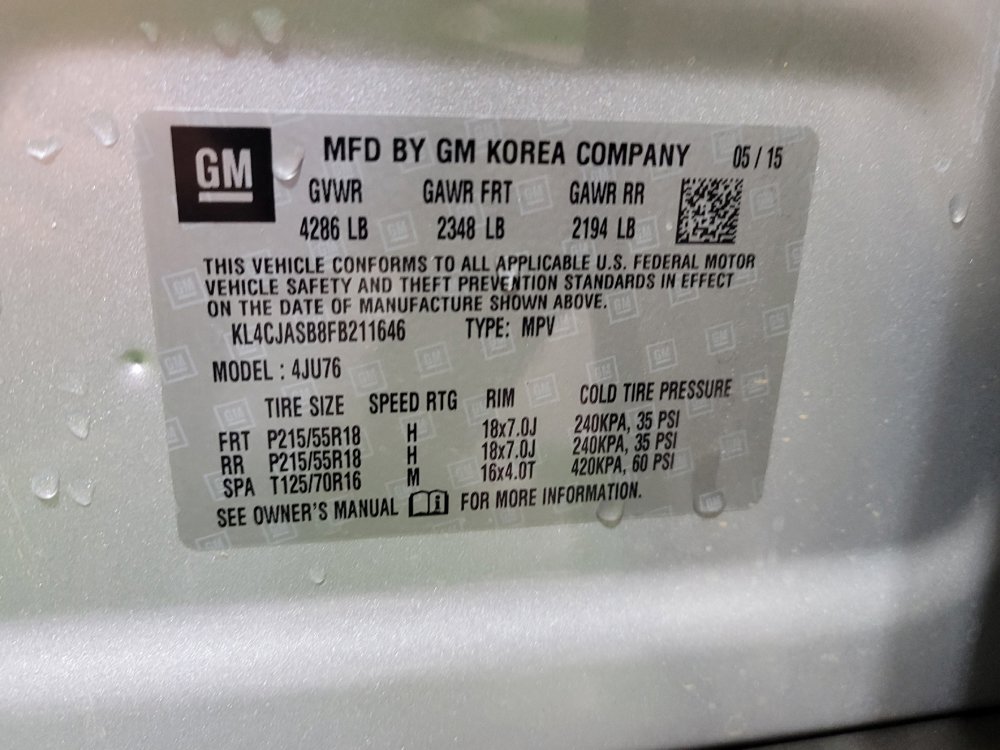 GM
MFD BY GM KOREA COMPANY 05 / 15
GVWR GAWR FRT GAWR RR
4286 LB 2348 LB 2194 LB
THIS VEHICLE CONFORMS TO ALL APPLICABLE U.S. FEDERAL MOTOR
VEHICLE SAFETY AND THEFT PREVENTION STANDARDS IN EFFECT
ON THE DATE OF MANUFACTURE SHOWN ABOVE.
KL4CJASB8FB211646 TYPE: MPV
MODEL : 4JU76
TIRE SIZE SPEED RTG RIM COLD TIRE PRESSURE
FRT P215/55R18 H 18x7.0J 240KPA, 35 PSI
RR P215/55R18 H 18x7.0J 240KPA, 35 PSI
SPA T125/70R16 M 16x4.0T 420KPA, 60 PSI
SEE OWNER'S MANUAL FOR MORE INFORMATION.